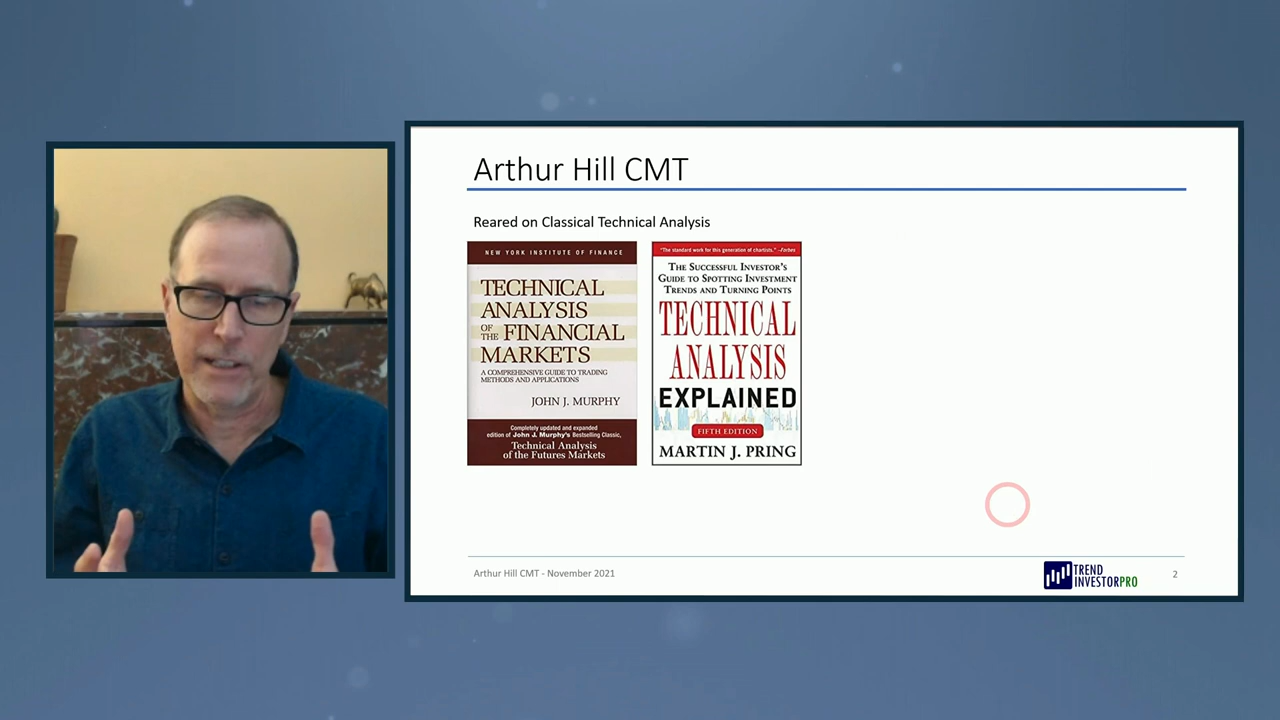 Arthur Hill CMT
Reared on Classical Technical Analysis
NEW YORK INSTITUTE OF FINANCE
TECHNICAL
ANALYSIS
OF THE FINANCIAL
MARKETS
A COMPREHENSIVE GUIDE TO TRADING
METHODS AND APPLICATIONS
JOHN J. MURPHY
Completely updated and expanded
edition of John J. Murphy's Bestselling Classic,
Technical Analysis
of the Futures Markets
"The standard work for this generation of chartists." –Forbes
THE SUCCESSFUL INVESTOR'S
GUIDE TO SPOTTING INVESTMENT
TRENDS AND TURNING POINTS
TECHNICAL
ANALYSIS
EXPLAINED
FIFTH EDITION
MARTIN J. PRING
Arthur Hill CMT - November 2021
TREND
INVESTORPRO
2